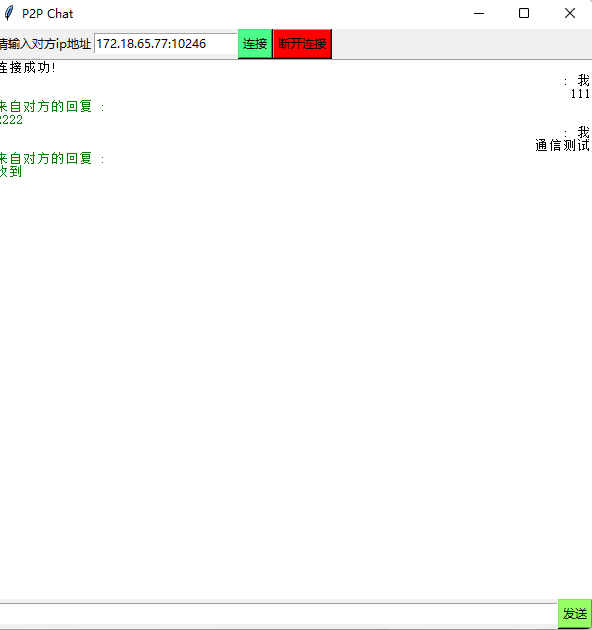 P2P Chat
请输入对方ip地址 172.18.65.77:10246 连接 断开连接
连接成功!
: 我
111
来自对方的回复 :
2222
: 我
通信测试
来自对方的回复 :
收到
发送